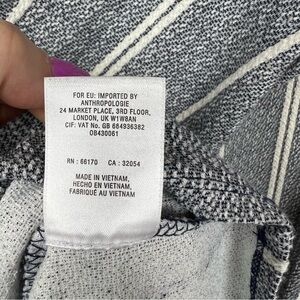 FOR EU: IMPORTED BY
ANTHROPOLOGIE
24 MARKET PLACE, 3RD FLOOR,
LONDON, UK W1W8AN
CIF: VAT No. GB 664936382
OB430061
RN : 66170 CA : 32054
MADE IN VIETNAM,
HECHO EN VIETNAM,
FABRIQUÉ AU VIETNAM